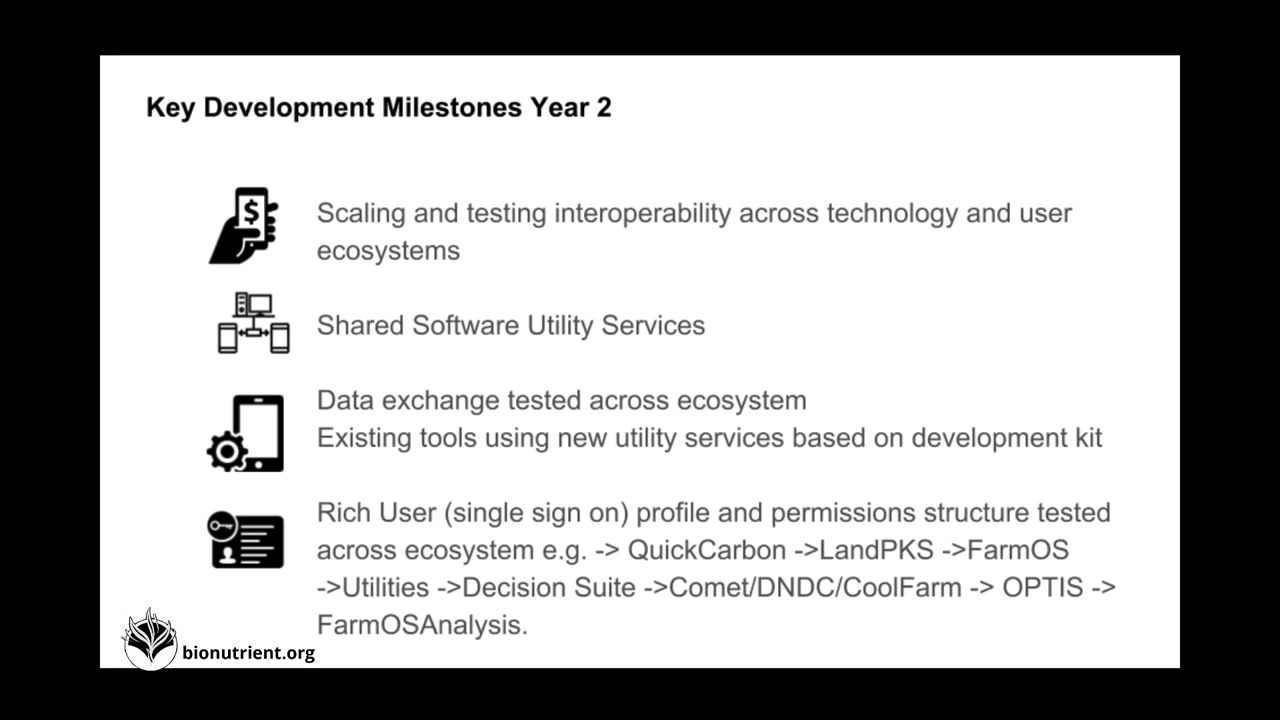 Key Development Milestones Year 2
$
Scaling and testing interoperability across technology and user
ecosystems
Shared Software Utility Services
Data exchange tested across ecosystem
Existing tools using new utility services based on development kit
Rich User (single sign on) profile and permissions structure tested
across ecosystem e.g. -> QuickCarbon ->LandPKS ->FarmOS
->Utilities ->Decision Suite ->Comet/DNDC/CoolFarm -> OPTIS ->
FarmOSAnalysis.
bionutrient.org